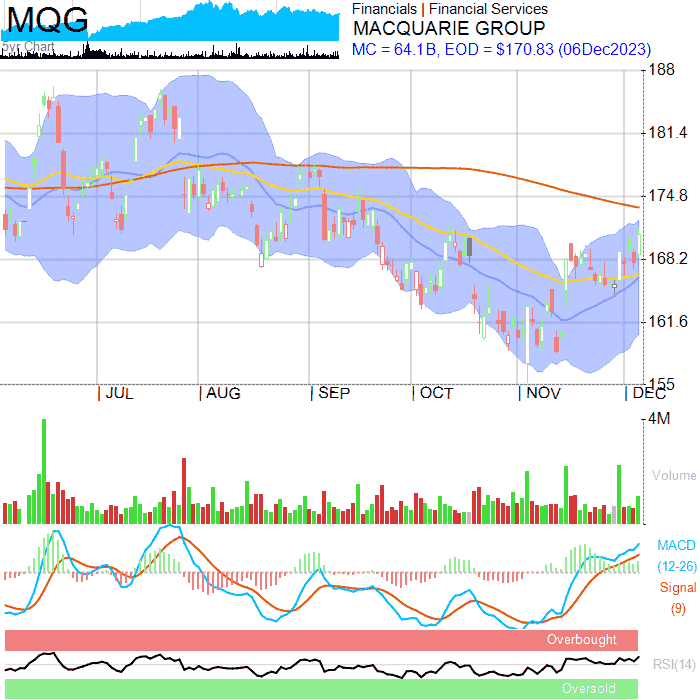 MQG
5yr Chart
Financials | Financial Services
MACQUARIE GROUP
MC = 64.1B, EOD = $170.83 (06Dec2023)
188
181.4
174.8
168.2
161.6
155
JUL
AUG
SEP
OCT
NOV
DEC
4M
Volume
MACD
(12-26)
Signal
(9)
Overbought
RSI(14)
Oversold